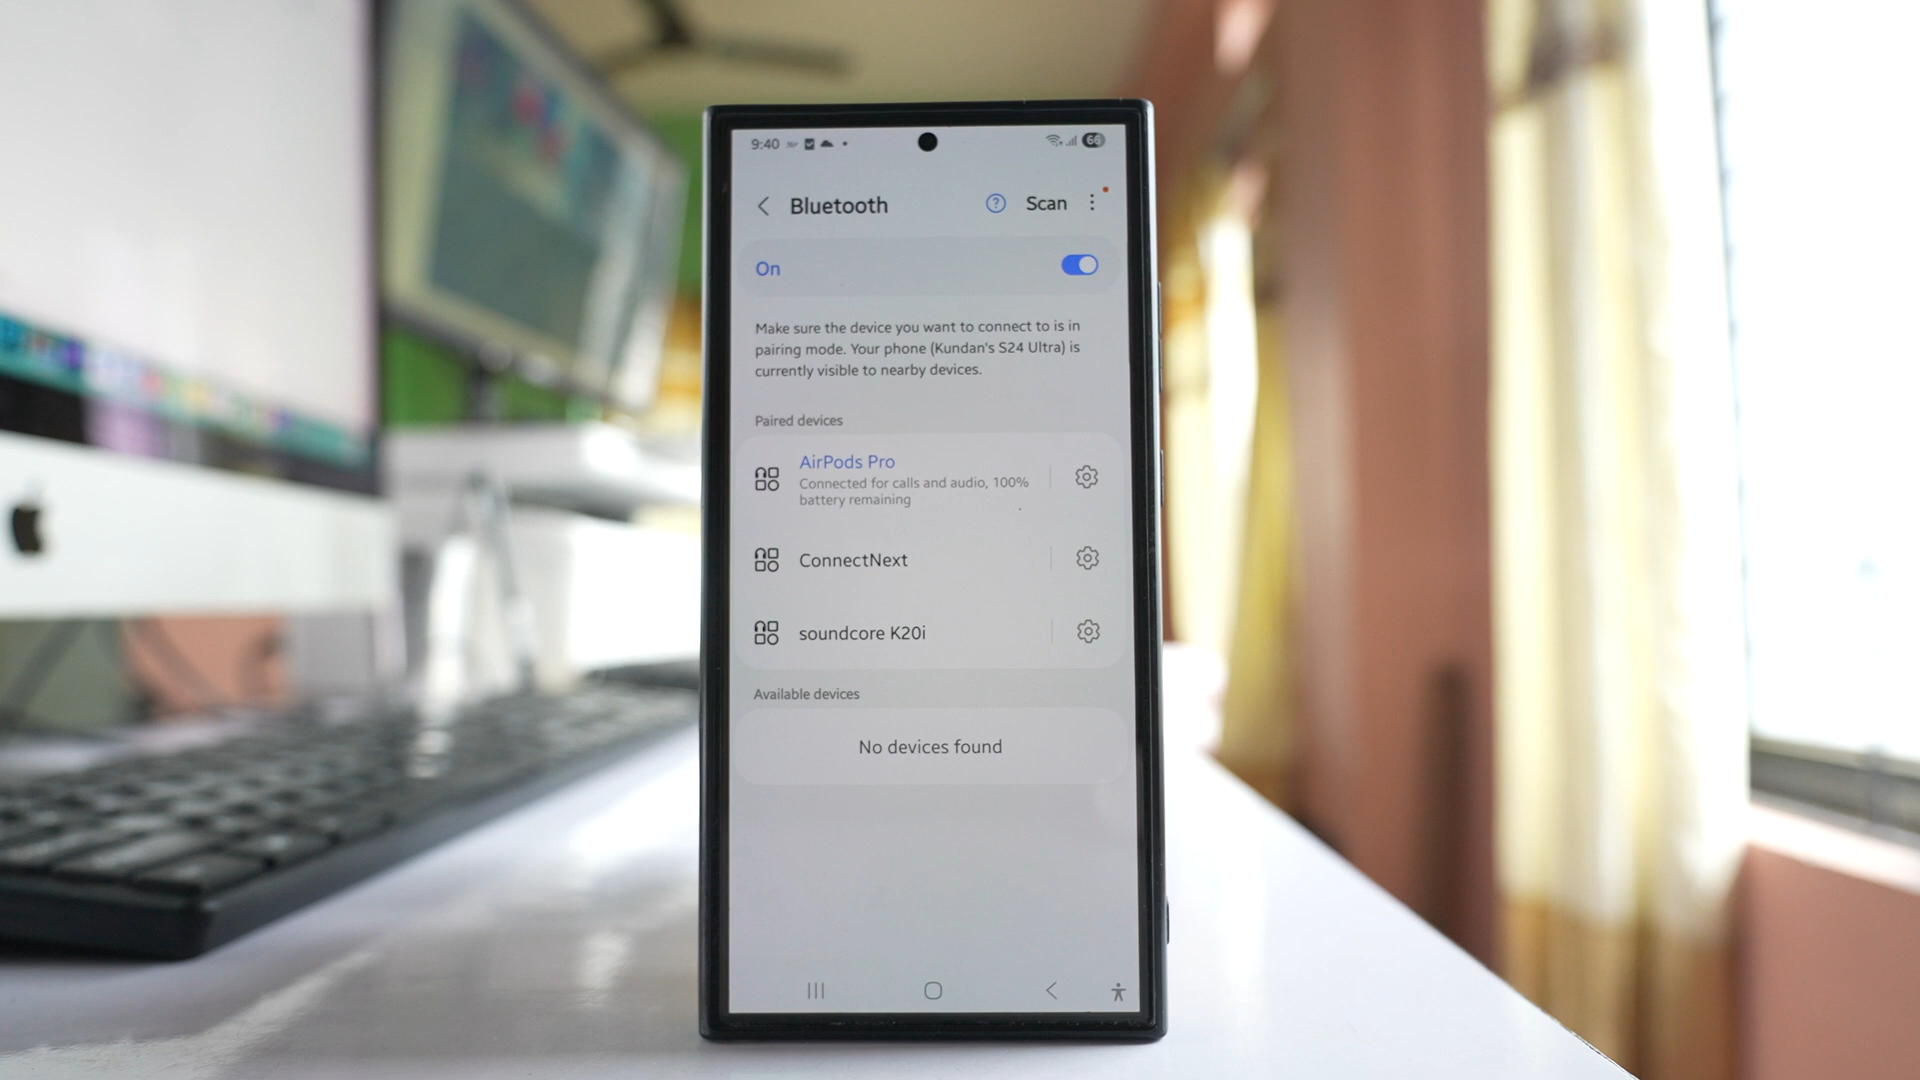 9:40
66
Bluetooth
? Scan
On
Make sure the device you want to connect to is in
pairing mode. Your phone (Kundan's S24 Ultra) is
currently visible to nearby devices.
Paired devices
AirPods Pro
Connected for calls and audio, 100%
battery remaining
ConnectNext
soundcore K20i
Available devices
No devices found